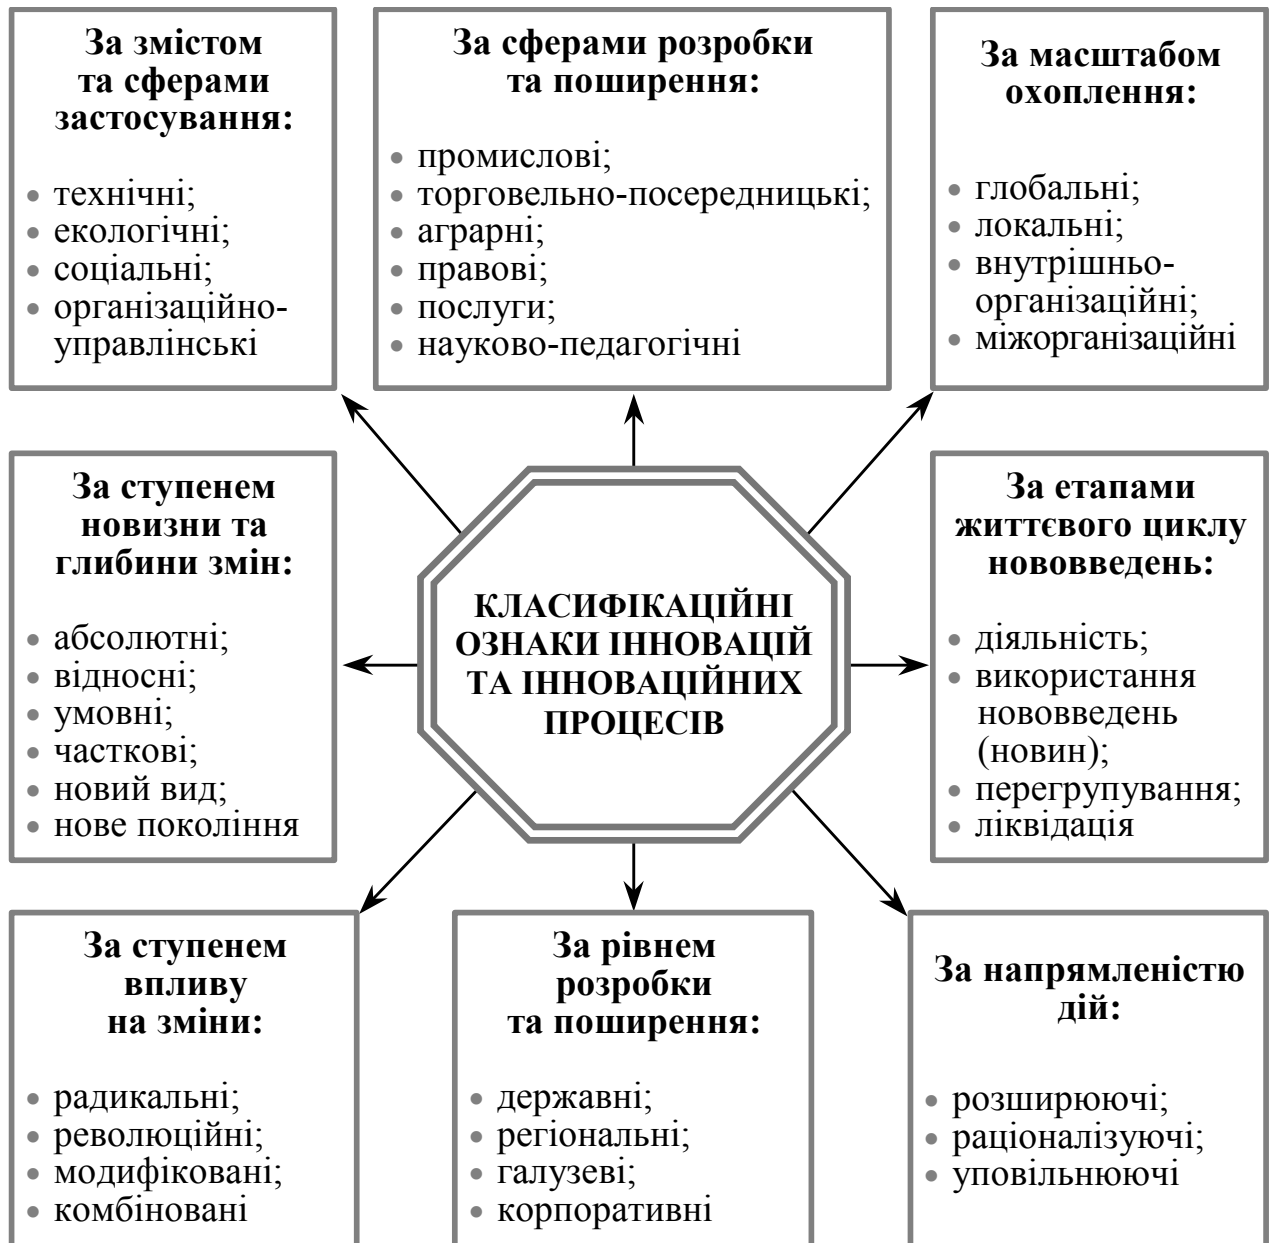 За змістом
та сферами
застосування:
• технічні;
• екологічні;
• соціальні;
• організаційно-
управлінські
За сферами розробки
та поширення:
• промислові;
• торговельно-посередницькі;
• аграрні;
• правові;
• послуги;
• науково-педагогічні
За масштабом
охоплення:
• глобальні;
• локальні;
• внутрішньо-
організаційні;
• міжорганізаційні
За ступенем
новизни та
глибини змін:
• абсолютні;
• відносні;
• умовні;
• часткові;
• новий вид;
• нове покоління
КЛАСИФІКАЦІЙНІ
ОЗНАКИ ІННОВАЦІЙ
ТА ІННОВАЦІЙНИХ
ПРОЦЕСІВ
За етапами
життєвого циклу
нововведень:
• діяльність;
• використання
нововведень
(новин);
• перегрупування;
• ліквідація
За ступенем
впливу
на зміни:
• радикальні;
• революційні;
• модифіковані;
• комбіновані
За рівнем
розробки
та поширення:
• державні;
• регіональні;
• галузеві;
• корпоративні
За напрямленістю
дій:
• розширюючі;
• раціоналізуючі;
• уповільнюючі